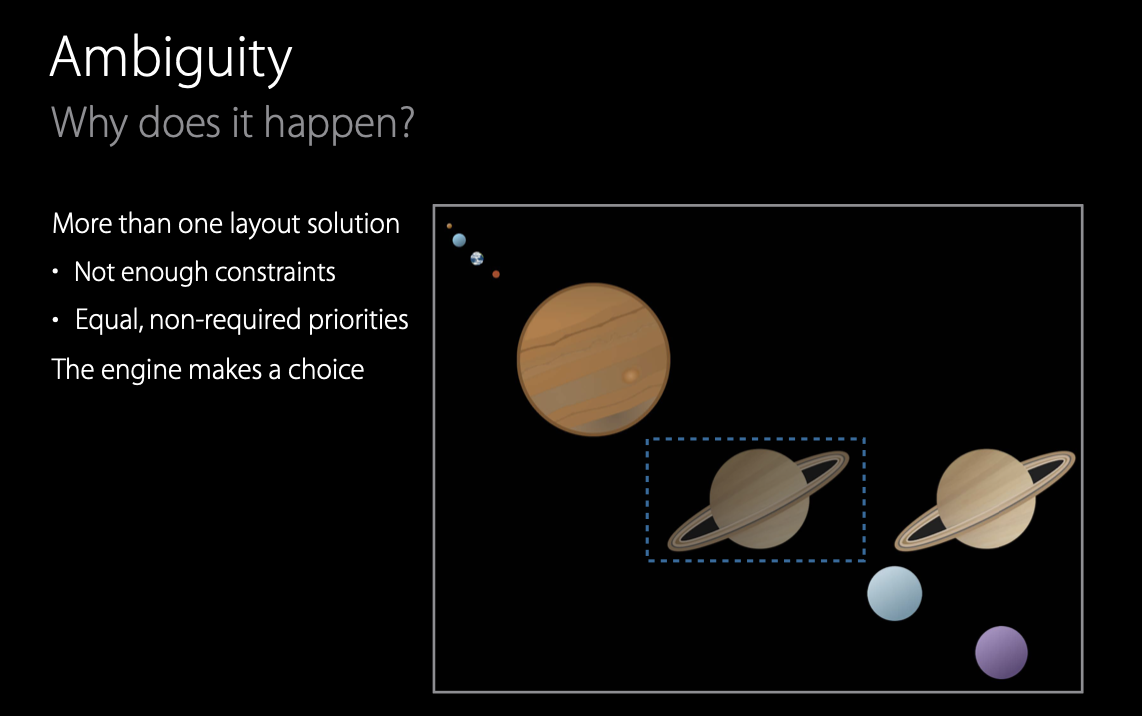 Ambiguity
Why does it happen?
More than one layout solution
• Not enough constraints
• Equal, non-required priorities
The engine makes a choice